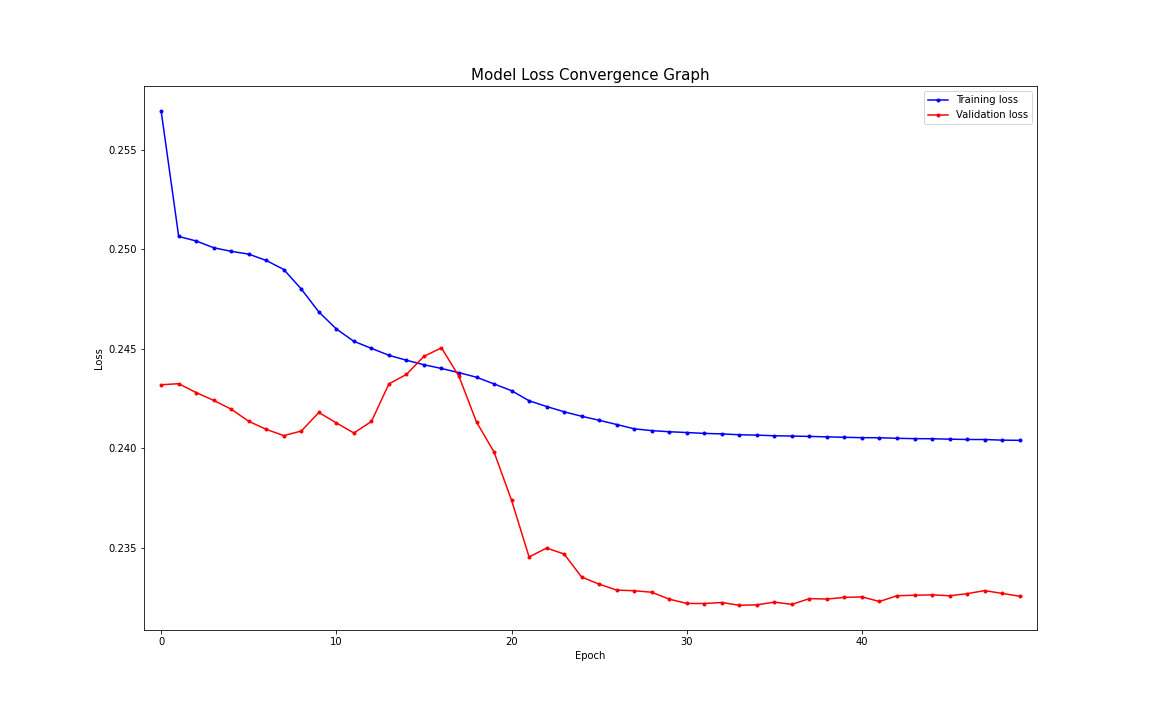 Model Loss Convergence Graph
Training loss
Validation loss
0.255
0.250
0.245
0.240
0.235
Loss
0
10
20
30
40
Epoch